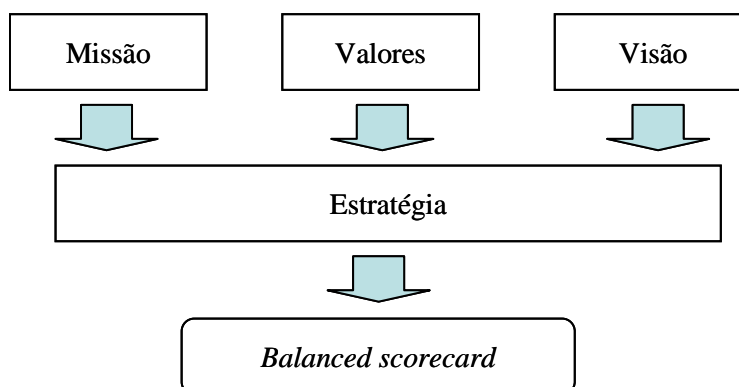 Missão
Valores
Visão
Estratégia
Balanced scorecard